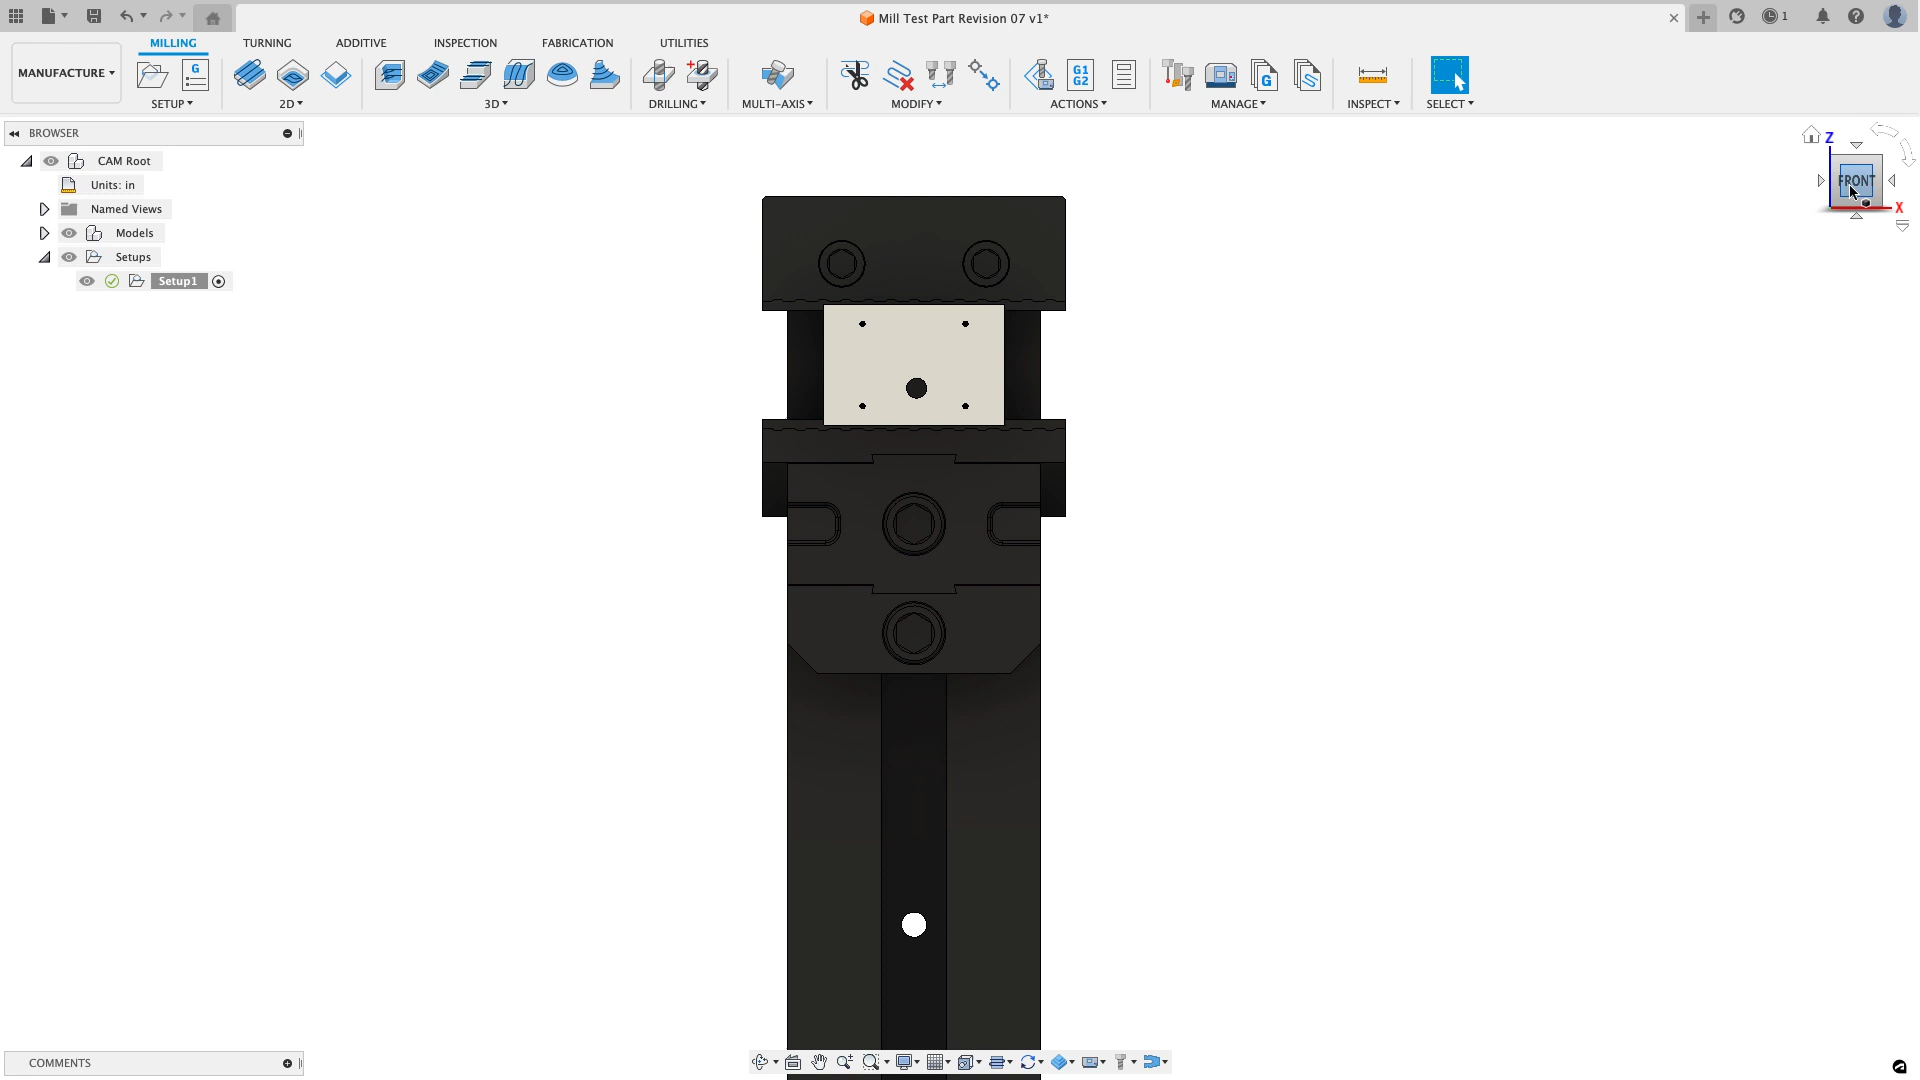 1
Mill Test Part Revision 07 v1*
MILLING TURNING ADDITIVE INSPECTION FABRICATION UTILITIES
MANUFACTURE
G
G1
G2
G
SETUP 2D 3D DRILLING MULTI-AXIS MODIFY ACTIONS MANAGE INSPECT SELECT
BROWSER
CAM Root
Units: in
Named Views
Models
Setups
Setup1
Z
FRONT
X
COMMENTS